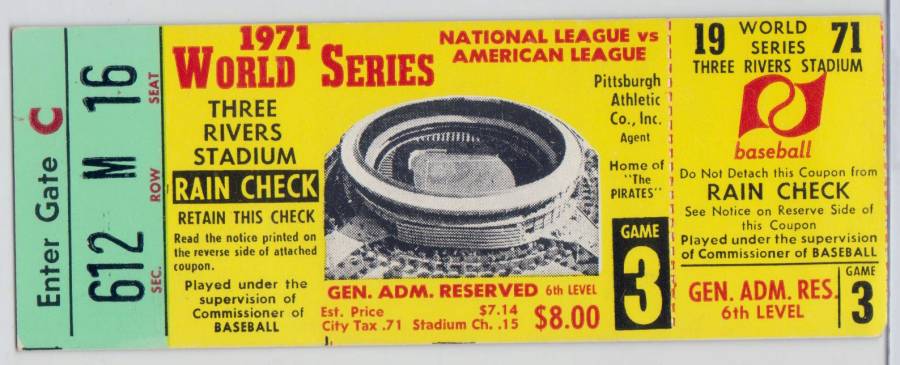 Enter Gate C
612 M 16
SEC. ROW SEAT
1971
WORLD SERIES
NATIONAL LEAGUE vs
AMERICAN LEAGUE
THREE
RIVERS
STADIUM
RAIN CHECK
RETAIN THIS CHECK
Read the notice printed on
the reverse side of attached
coupon.
Played under the
supervision of
Commissioner of
BASEBALL
Pittsburgh
Athletic
Co., Inc.
Agent
Home of
"The
PIRATES"
GAME
3
GEN. ADM. RESERVED 6th LEVEL
Est. Price $7.14
City Tax .71 Stadium Ch. .15 $8.00
19 WORLD SERIES 71
THREE RIVERS STADIUM
baseball
Do Not Detach this Coupon from
RAIN CHECK
See Notice on Reserve Side of
this Coupon
Played under the supervision
of Commissioner of BASEBALL
GEN. ADM. RES.
6th LEVEL
GAME
3